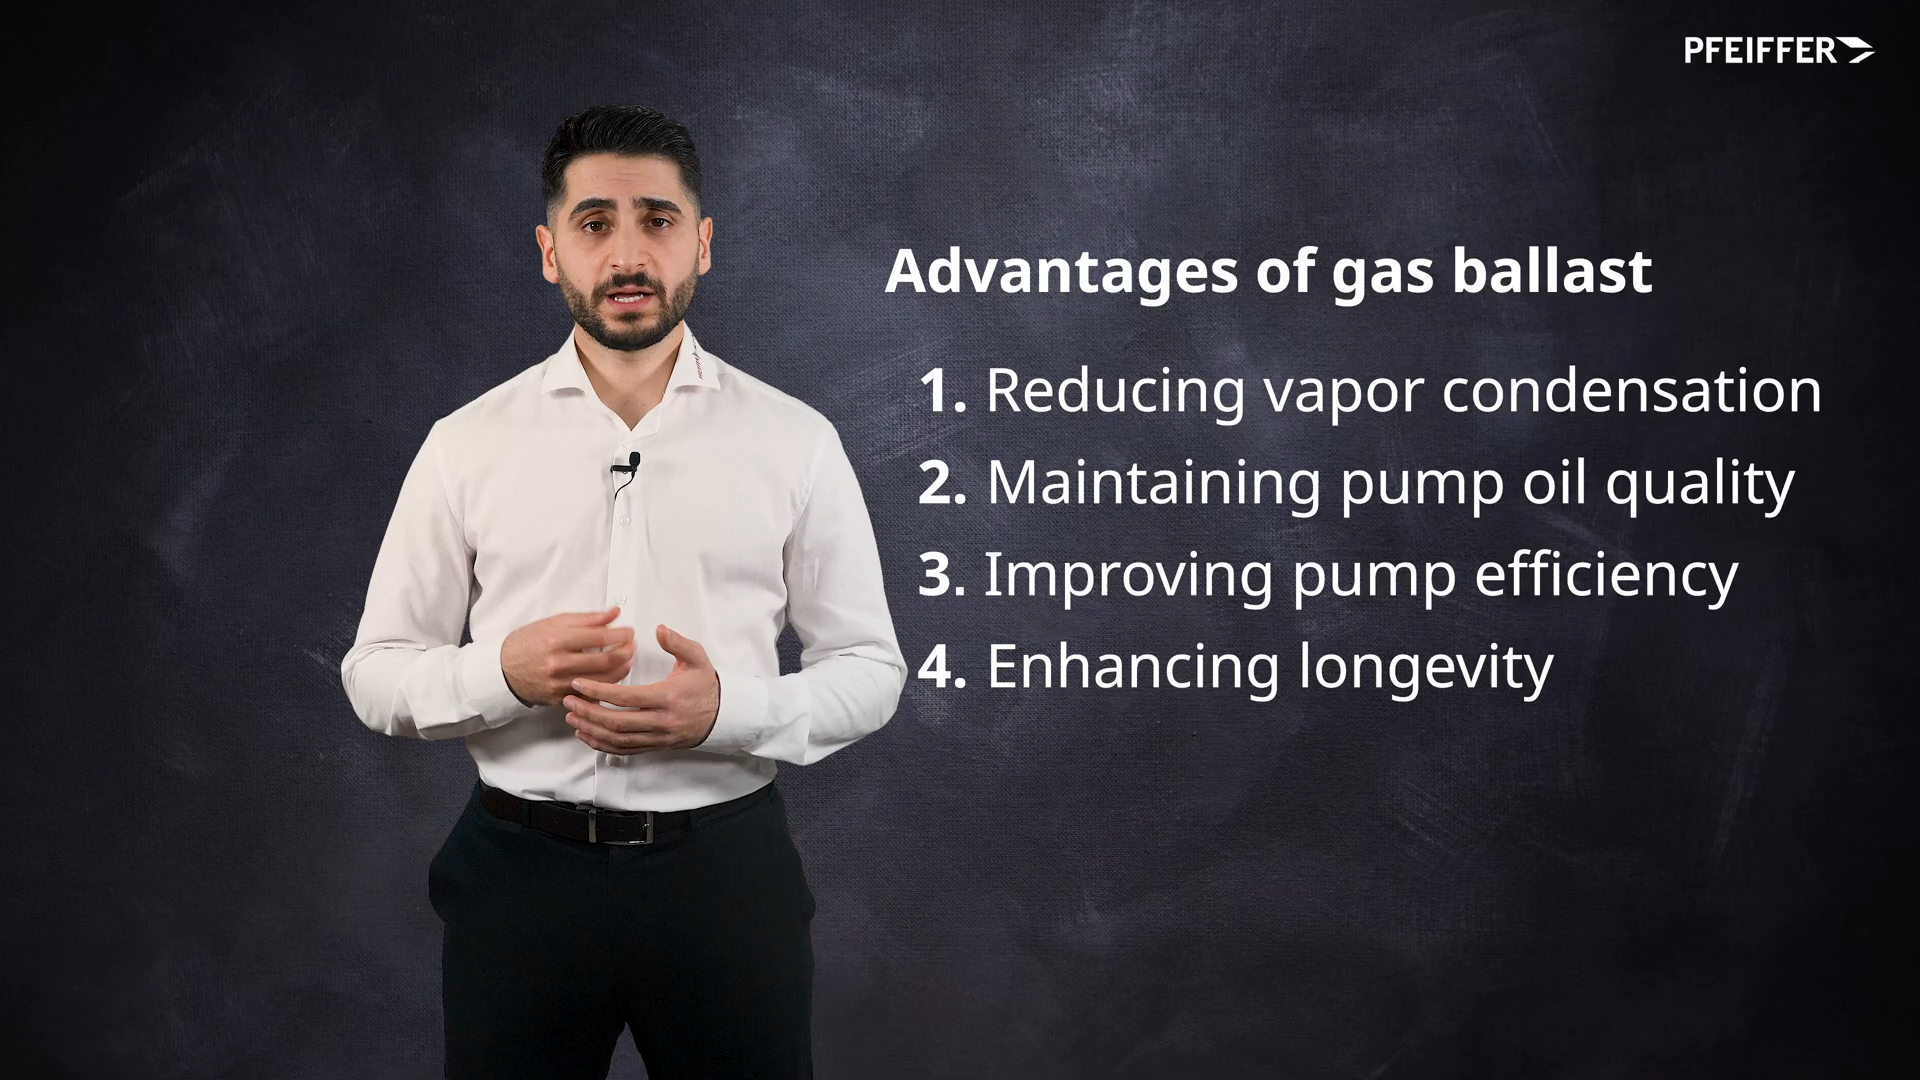 PFEIFFER
Advantages of gas ballast
1. Reducing vapor condensation
2. Maintaining pump oil quality
3. Improving pump efficiency
4. Enhancing longevity